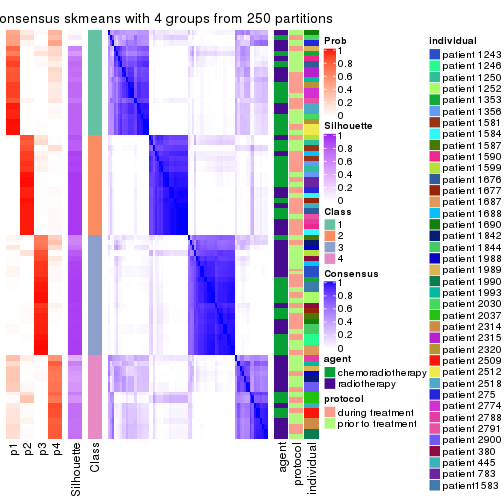 onsensus skmeans with 4 groups from 250 partitions
Prob
1
0.8
0.6
0.4
0.2
0
Silhouette
1
0.8
0.6
0.4
0.2
0
Class
1
2
3
4
Consensus
1
0.8
0.6
0.4
0.2
0
agent
chemoradiotherapy
radiotherapy
protocol
during treatment
prior to treatment
individual
patient 1243
patient 1246
patient 1250
patient 1252
patient 1353
patient 1356
patient 1581
patient 1584
patient 1587
patient 1590
patient 1599
patient 1676
patient 1677
patient 1687
patient 1688
patient 1690
patient 1842
patient 1844
patient 1988
patient 1989
patient 1990
patient 1993
patient 2030
patient 2037
patient 2314
patient 2315
patient 2320
patient 2509
patient 2512
patient 2518
patient 275
patient 2774
patient 2788
patient 2791
patient 2900
patient 380
patient 445
patient 783
patient1583
p1
p2
p3
p4
Silhouette
Class
agent
protocol
individual